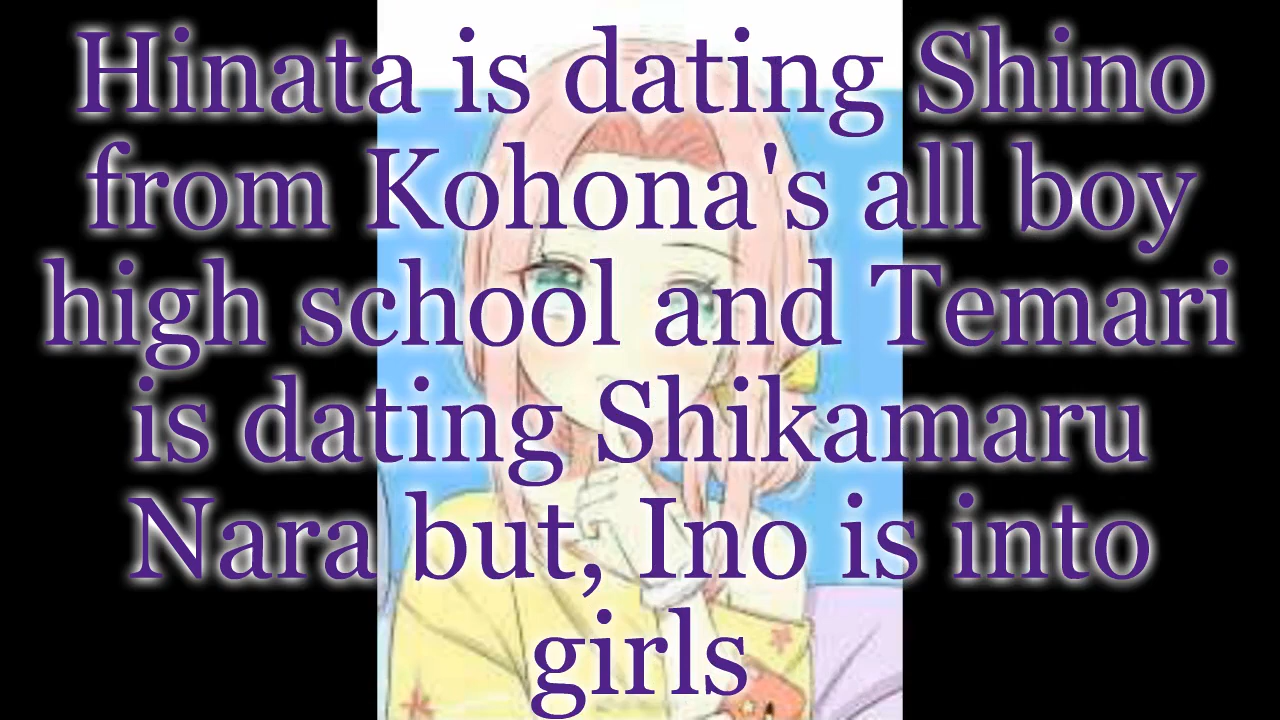 Hinata is dating Shino
from Kohona's all boy
high school and Temari
is dating Shikamaru
Nara but, Ino is into
girls